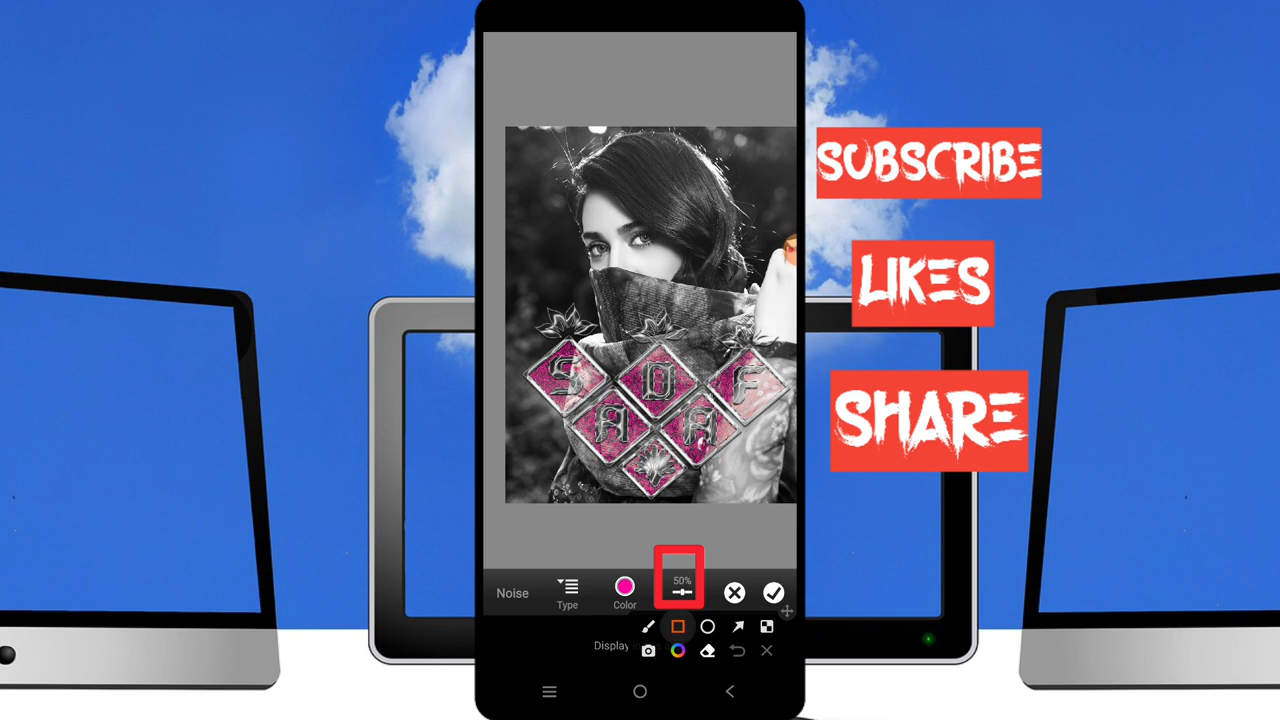 SUBSCRIBE
LIKES
SHARE
S D F
A A
Noise
Type
Color
50%
Display